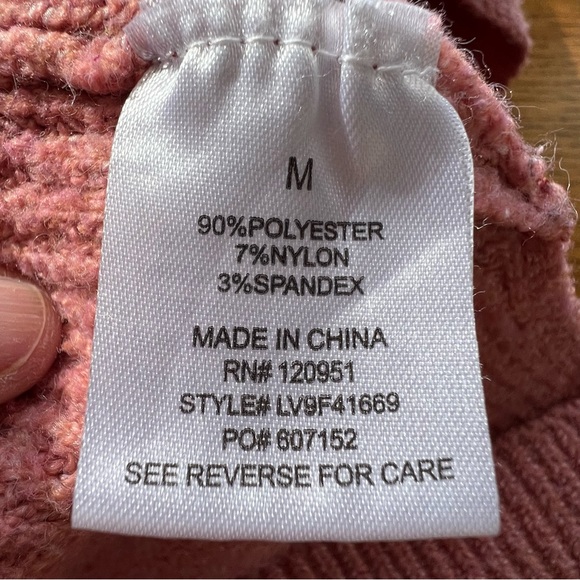 M
90%POLYESTER
7%NYLON
3%SPANDEX
MADE IN CHINA
RN# 120951
STYLE# LV9F41669
PO# 607152
SEE REVERSE FOR CARE